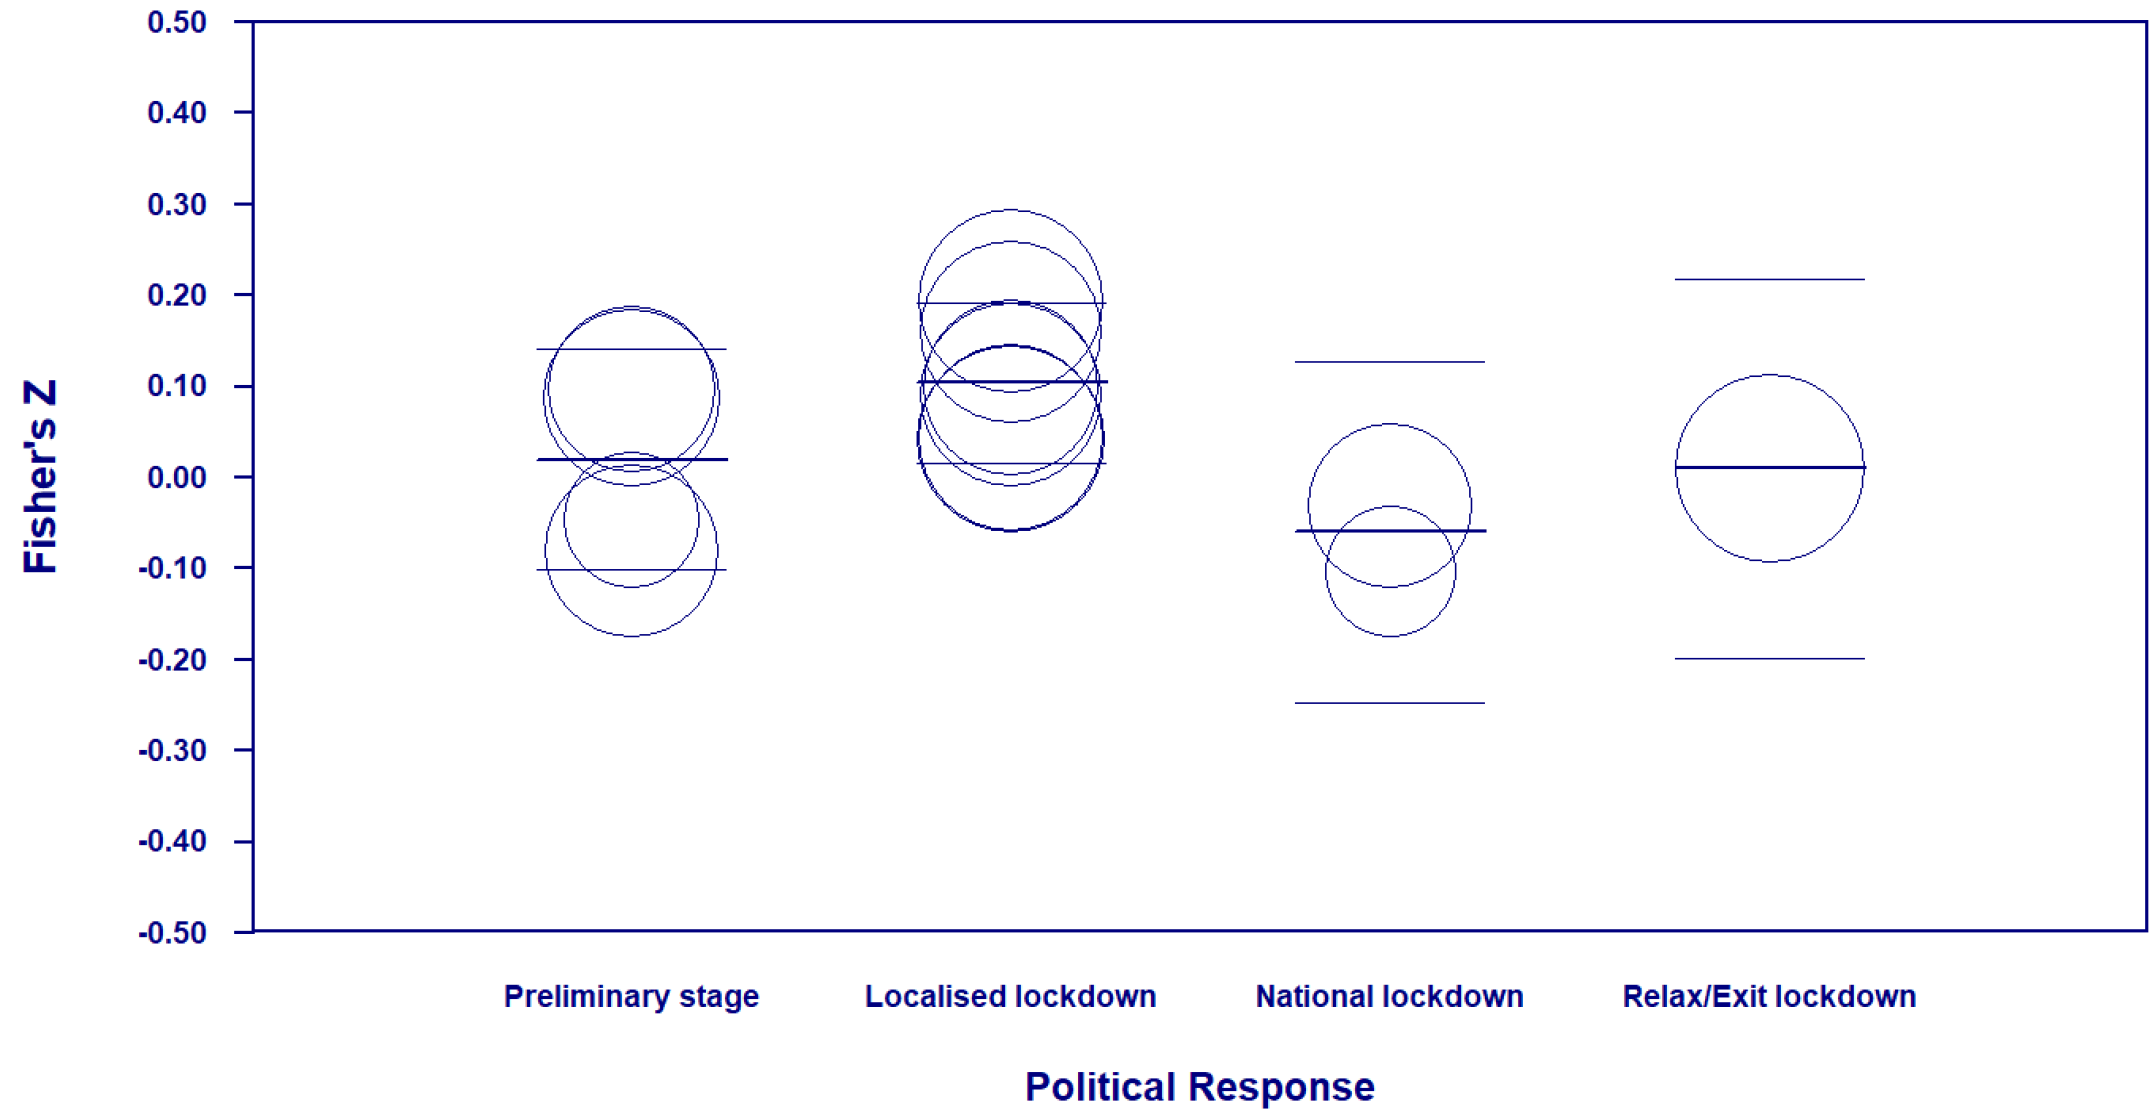 0.50
0.40
0.30
0.20
0.10
0.00
-0.10
-0.20
-0.30
-0.40
-0.50
Fisher's Z
Preliminary stage
Localised lockdown
National lockdown
Relax/Exit lockdown
Political Response